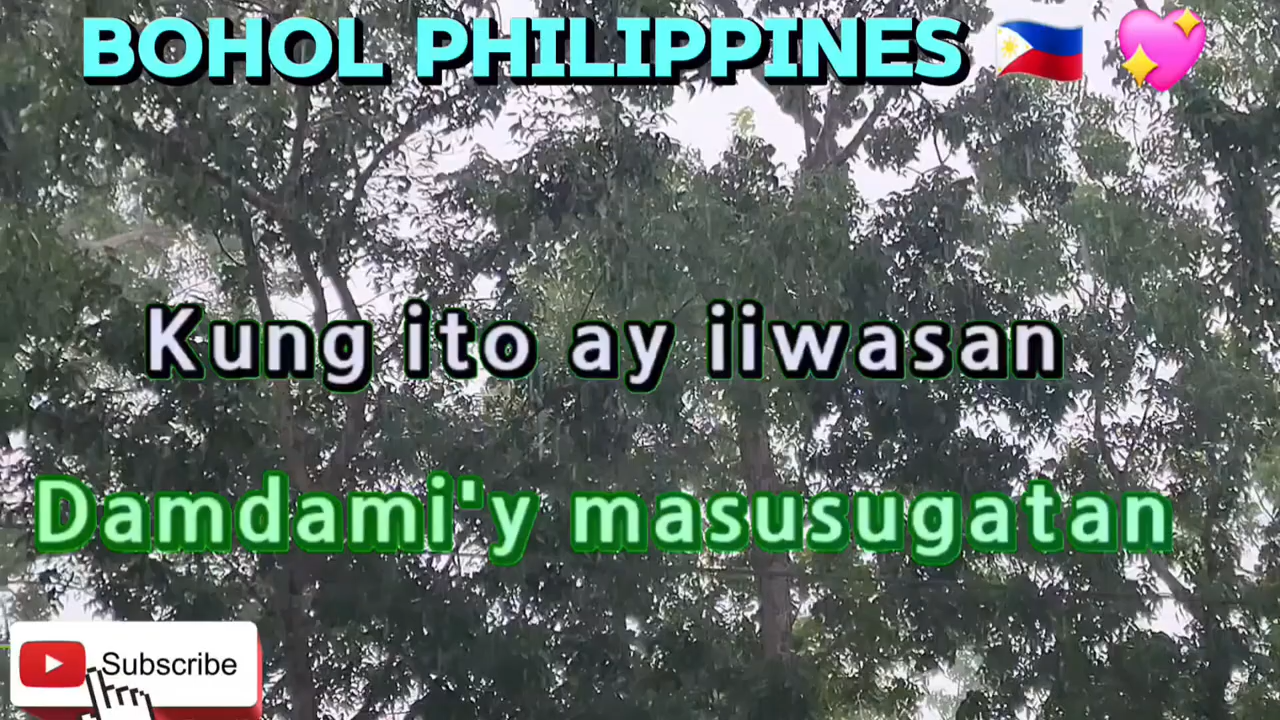 BOHOL PHILIPPINES 🇵🇭 💖
Kung ito ay iiwasan
Damdami'y masusugatan
Subscribe